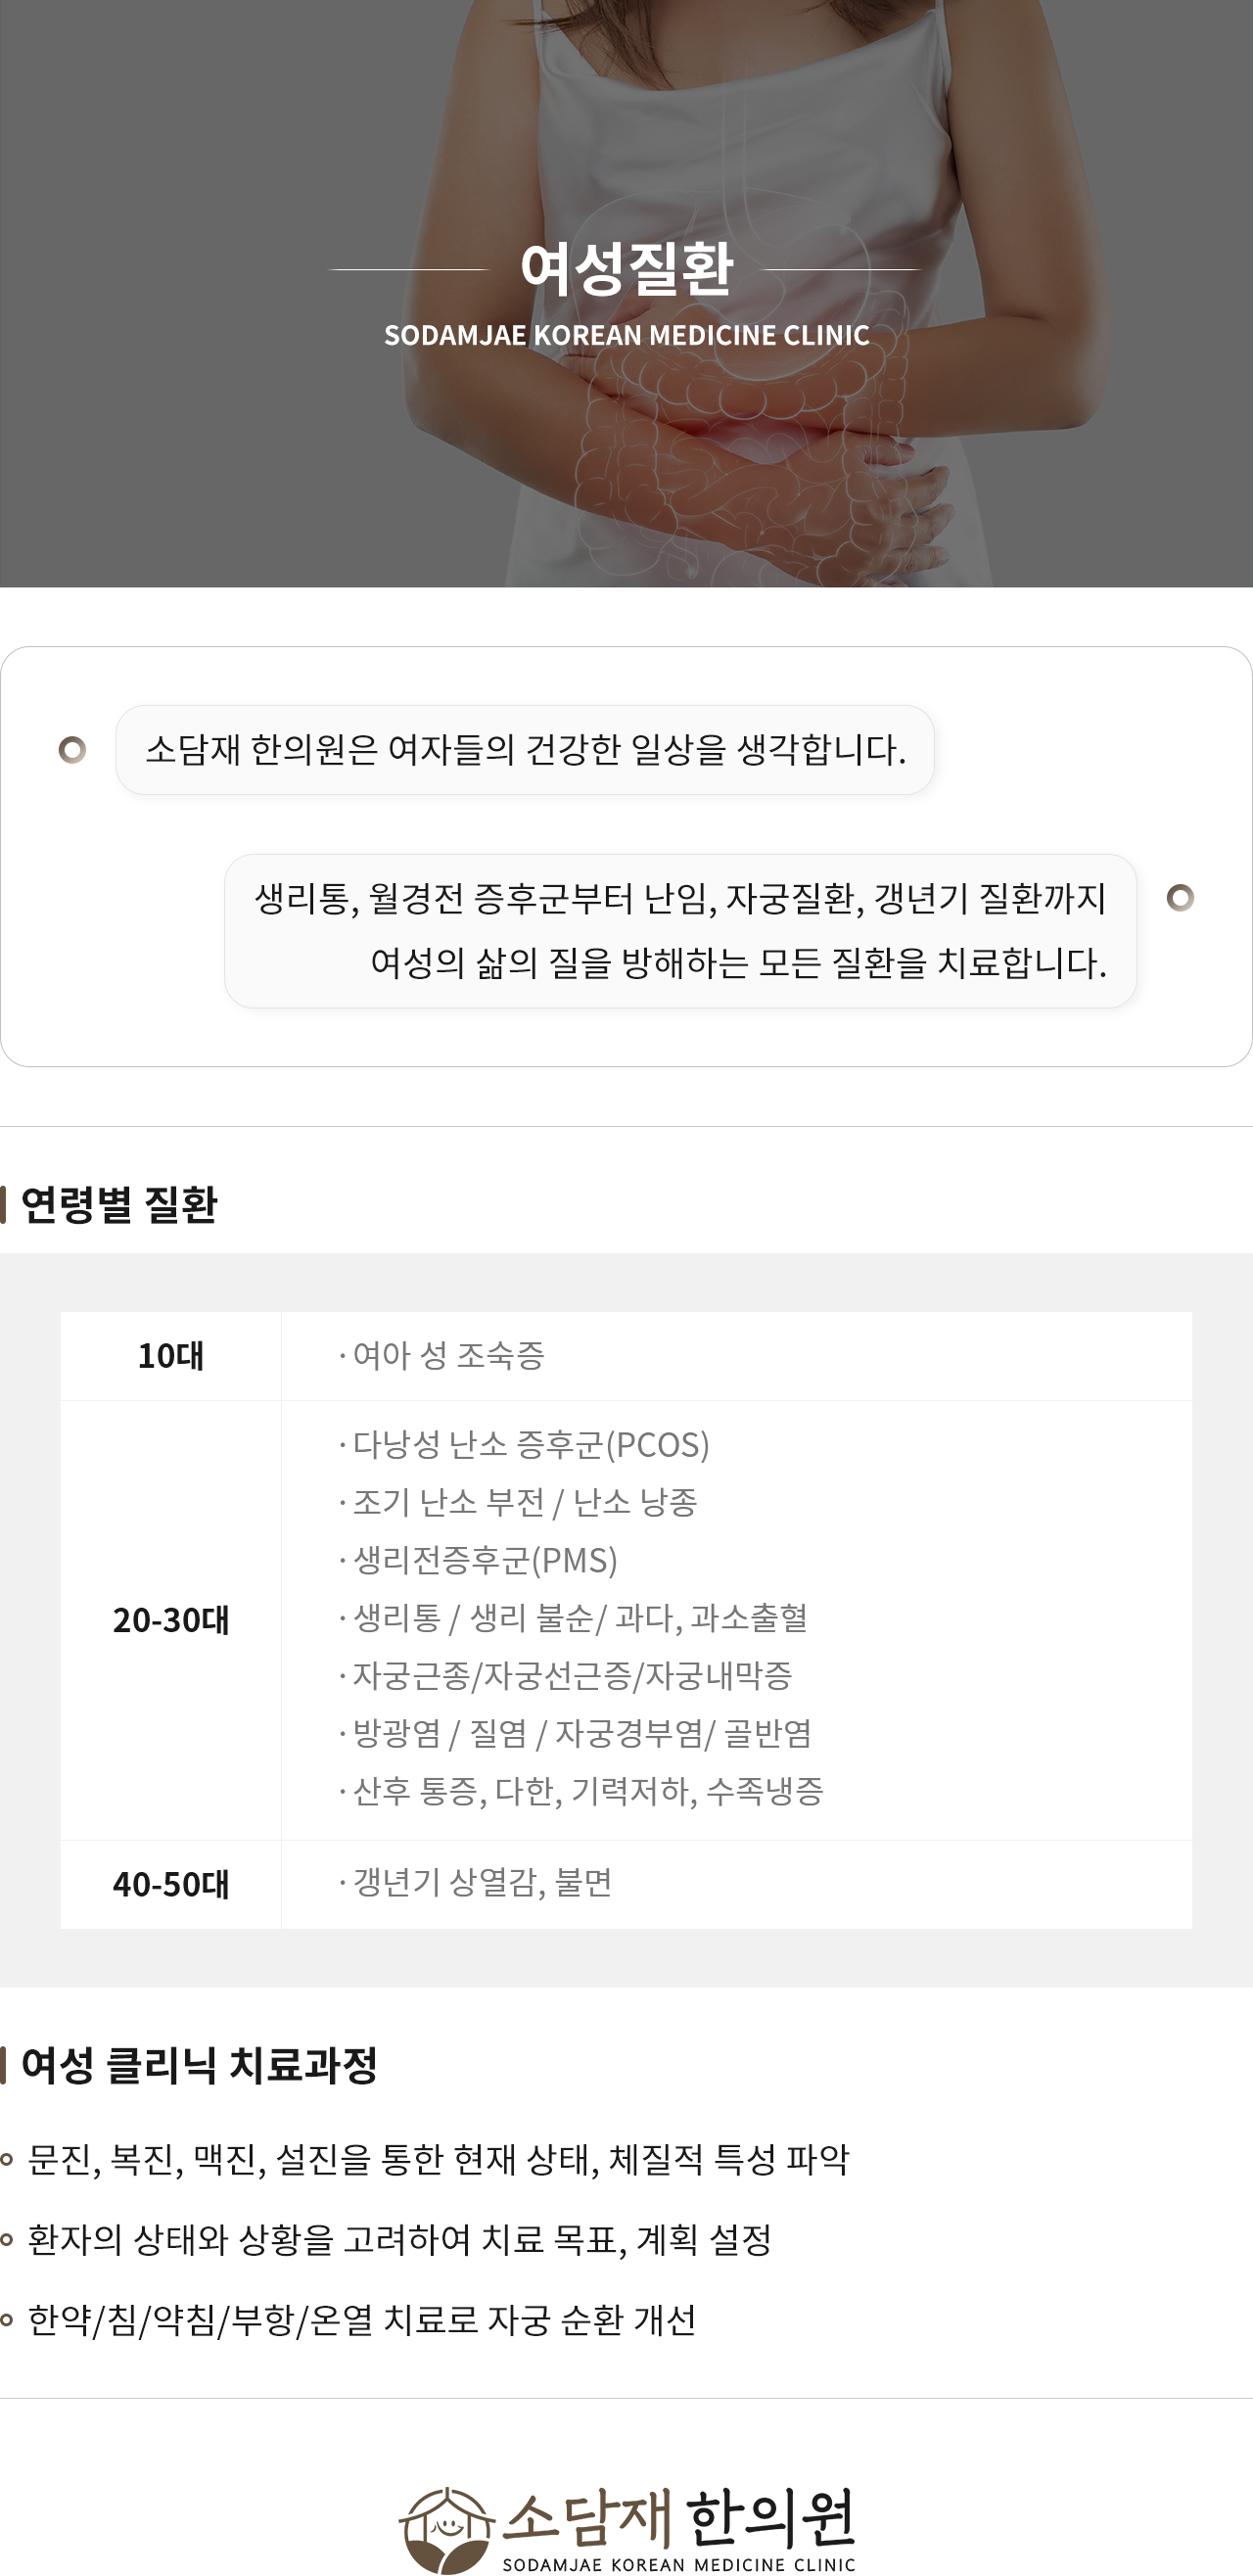 여성질환
SODAMJAE KOREAN MEDICINE CLINIC
소담재 한의원은 여자들의 건강한 일상을 생각합니다.
생리통, 월경전 증후군부터 난임, 자궁질환, 갱년기 질환까지
여성의 삶의 질을 방해하는 모든 질환을 치료합니다.
연령별 질환
10대
· 여아 성 조숙증
20-30대
· 다낭성 난소 증후군(PCOS)
· 조기 난소 부전 / 난소 낭종
· 생리전증후군(PMS)
· 생리통 / 생리 불순/ 과다, 과소출혈
· 자궁근종/자궁선근증/자궁내막증
· 방광염 / 질염 / 자궁경부염/ 골반염
· 산후 통증, 다한, 기력저하, 수족냉증
40-50대
· 갱년기 상열감, 불면
여성 클리닉 치료과정
문진, 복진, 맥진, 설진을 통한 현재 상태, 체질적 특성 파악
환자의 상태와 상황을 고려하여 치료 목표, 계획 설정
한약/침/약침/부항/온열 치료로 자궁 순환 개선
소담재 한의원
SODAMJAE KOREAN MEDICINE CLINIC